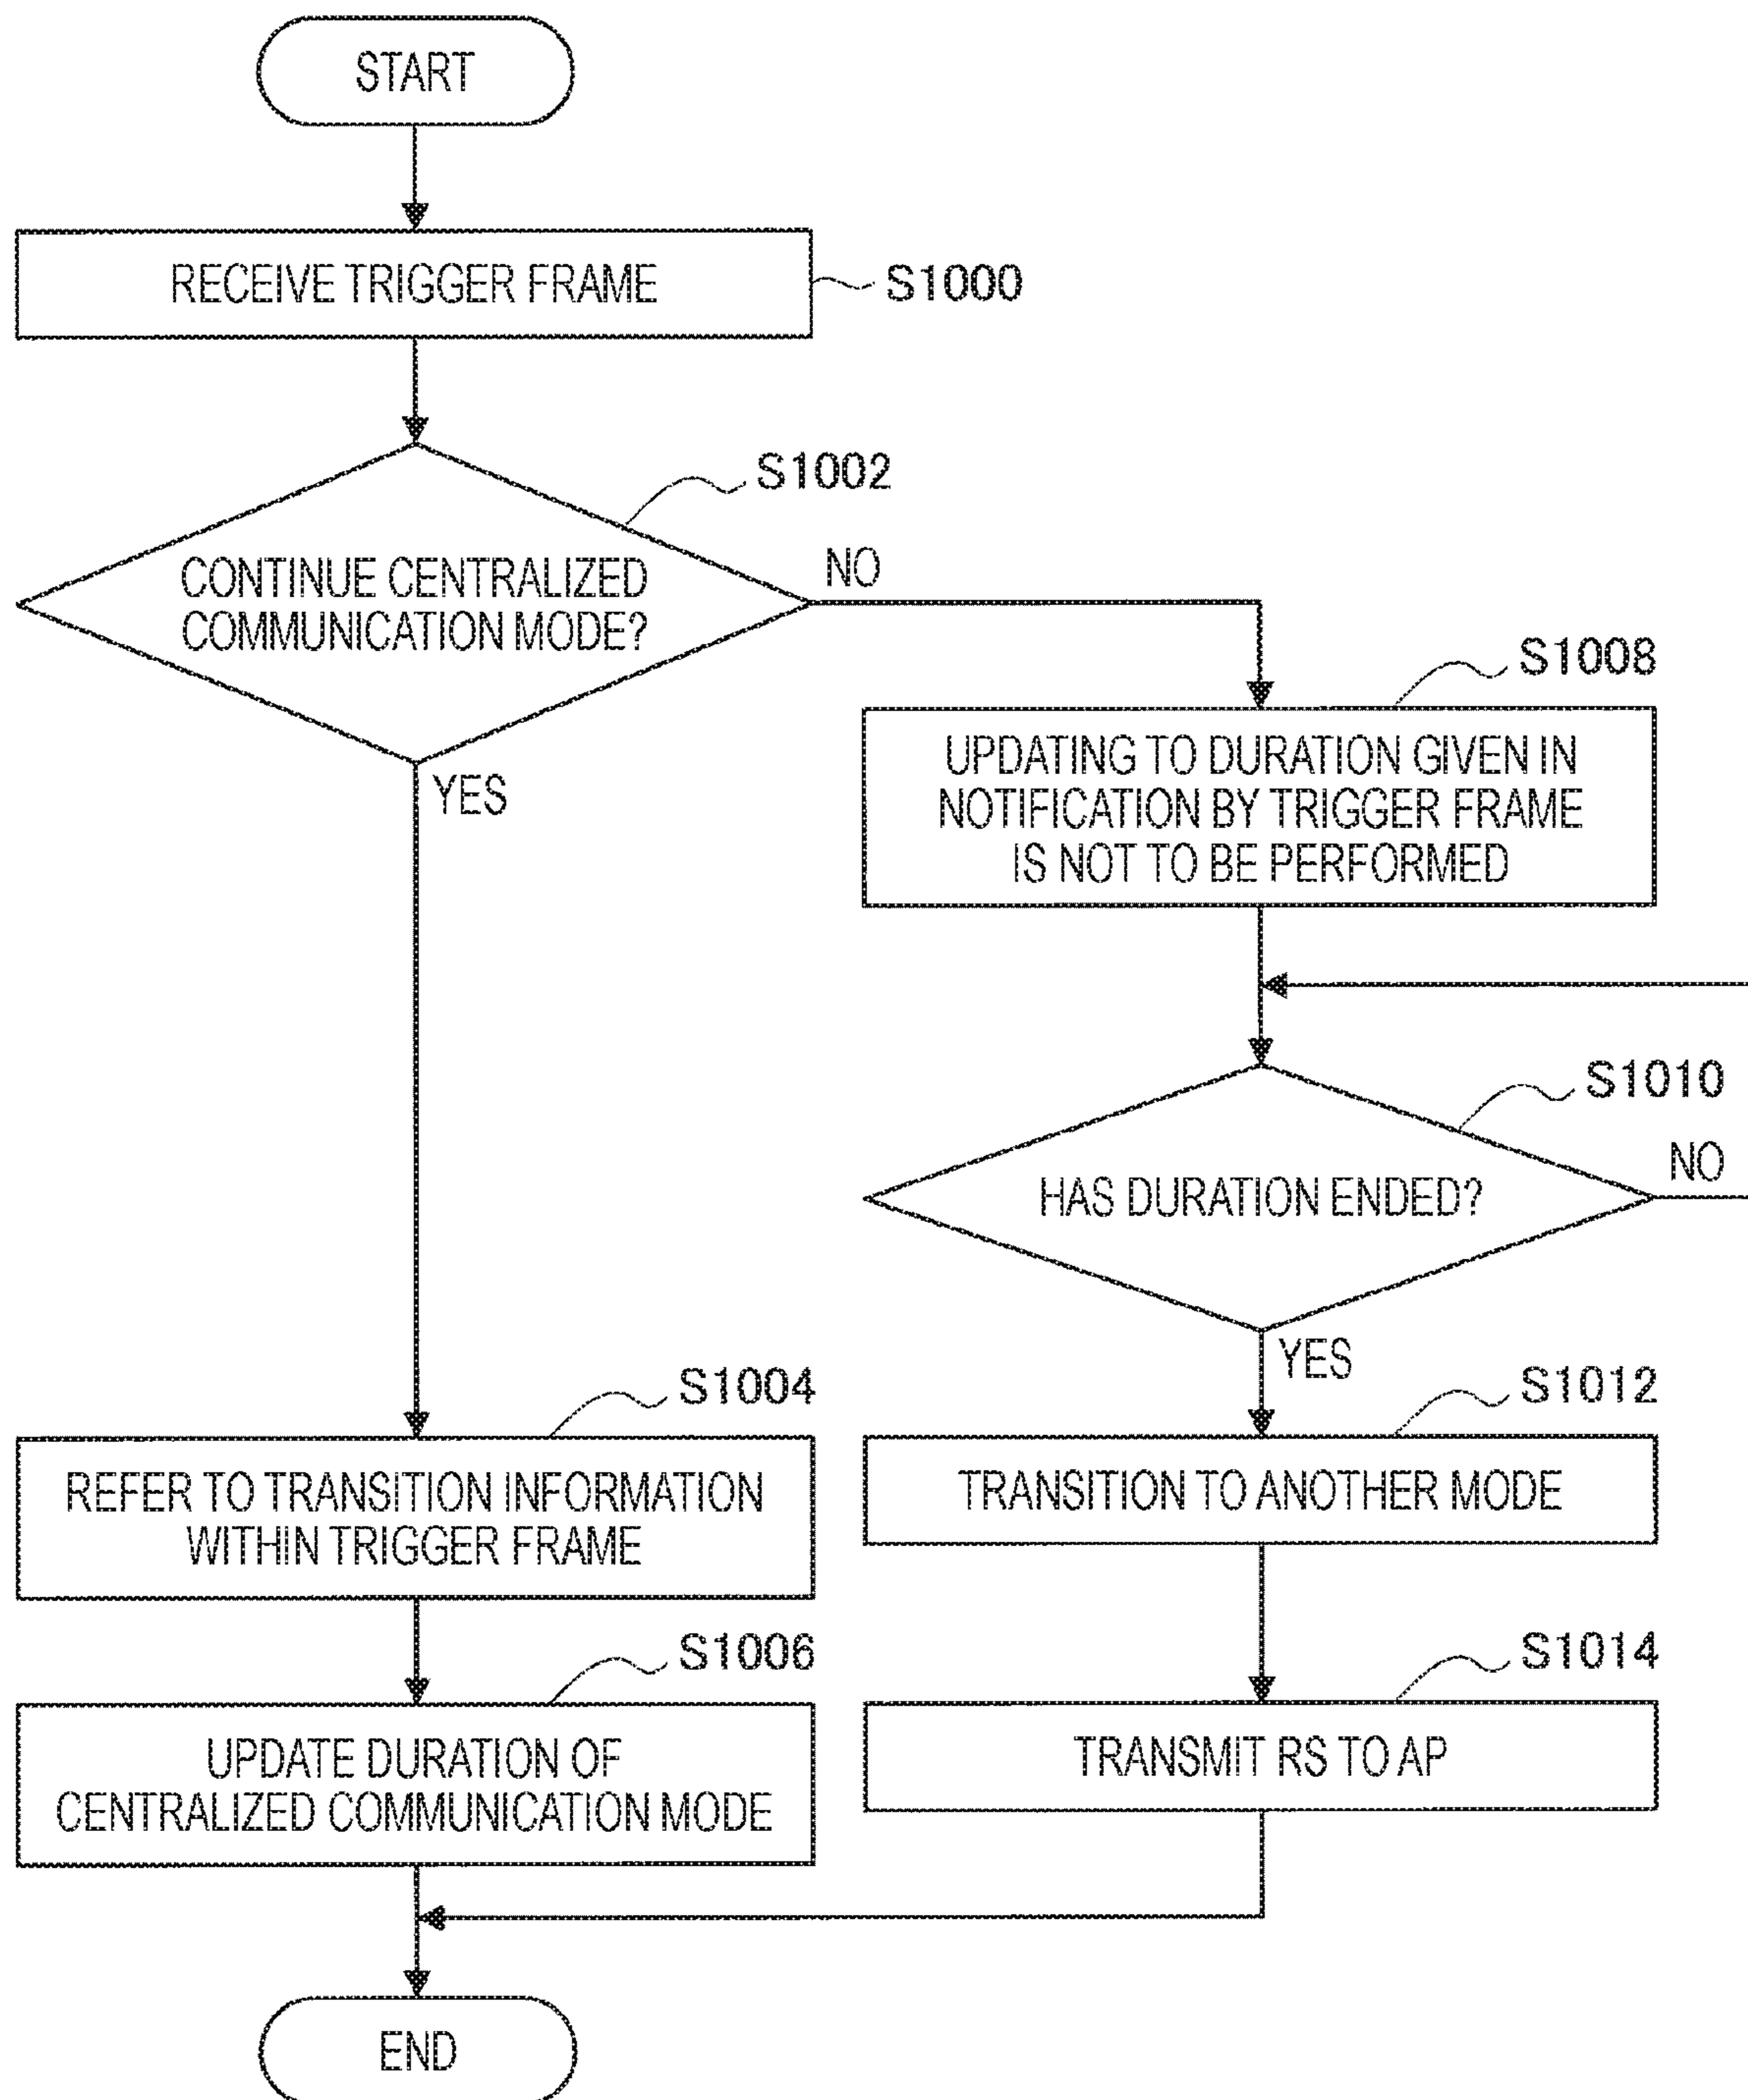 START
RECEIVE TRIGGER FRAME
S1000
S1002
CONTINUE CENTRALIZED
COMMUNICATION MODE?
NO
YES
S1008
UPDATING TO DURATION GIVEN IN
NOTIFICATION BY TRIGGER FRAME
IS NOT TO BE PERFORMED
S1010
HAS DURATION ENDED?
NO
YES
S1004
REFER TO TRANSITION INFORMATION
WITHIN TRIGGER FRAME
S1012
TRANSITION TO ANOTHER MODE
S1006
UPDATE DURATION OF
CENTRALIZED COMMUNICATION MODE
S1014
TRANSMIT RS TO AP
END